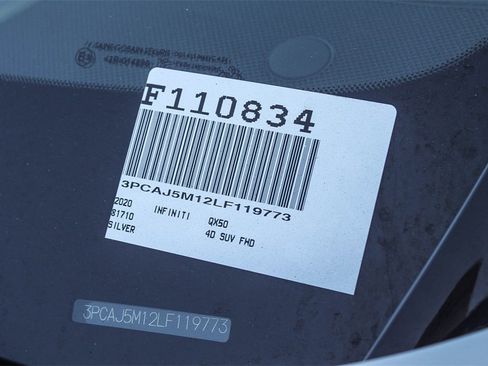 F110834
3PCAJ5M12LF119773
2020 INFINITI QX50
81710 4D SUV FWD
SILVER
3PCAJ5M12LF119773